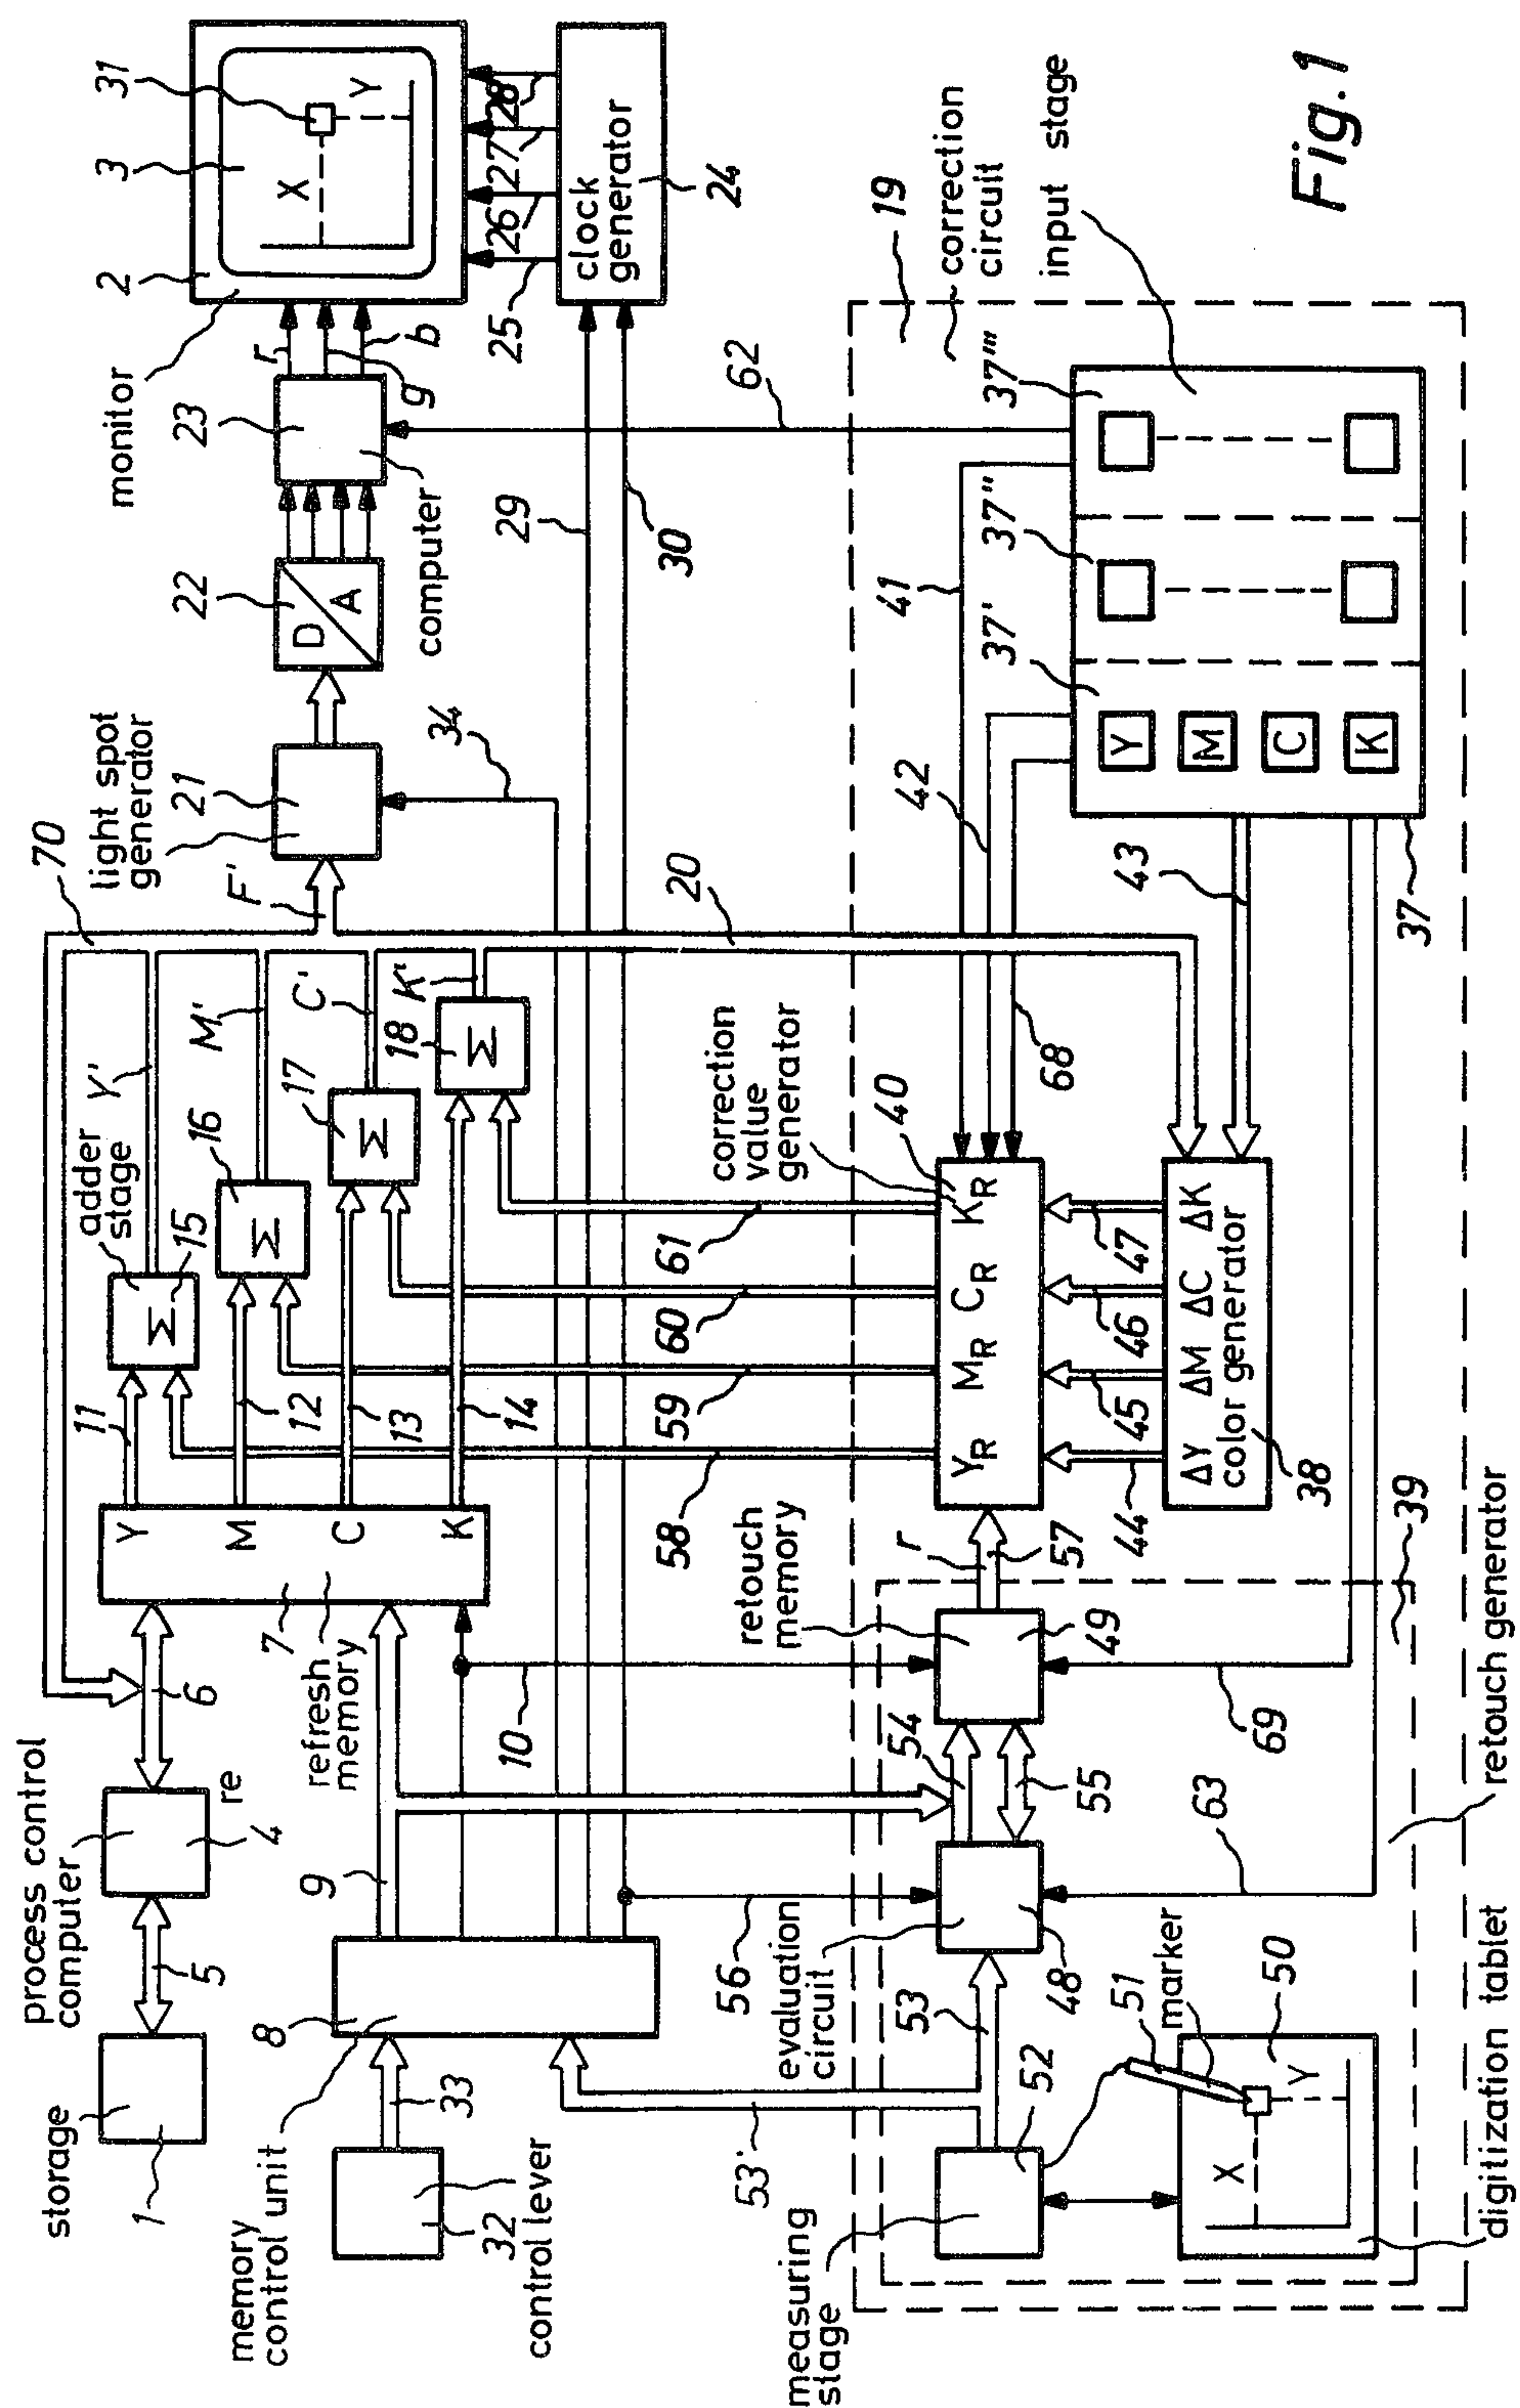 storage
1
5
process control
computer
4
re
6
70
7
refresh
memory
Y
M
C
K
11
12
13
14
adder
stage
15
Σ
16
Σ
17
Σ
18
Σ
Y'
M'
C'
K'
F'
light spot
generator
21
22
D
A
23
computer
monitor
r
g
b
2
3
31
X
Y
25
26
27
28
clock
generator
24
memory
control unit
8
9
10
32
33
control lever
34
29
30
20
62
53'
56
58
59
60
61
measuring
stage
52
53
evaluation
circuit
48
54
55
retouch
memory
49
r
57
correction
value
generator
40
YR
MR
CR
KR
44
45
46
47
ΔY ΔM ΔC ΔK
color generator
38
41
42
68
43
37'
37"
37'''
Y
M
C
K
37
19
correction
circuit
input stage
63
69
51
marker
50
X
Y
39
digitization tablet
retouch generator
Fig. 1